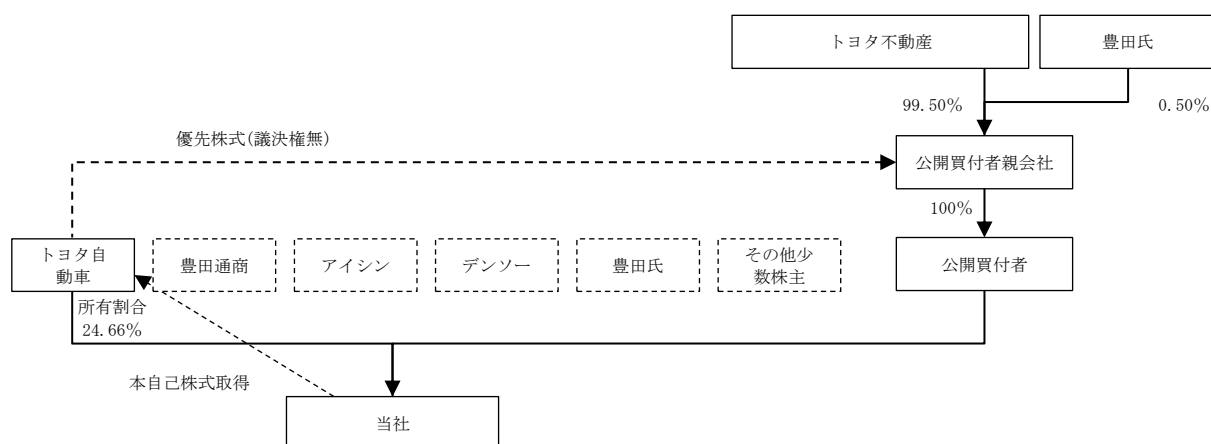 トヨタ不動産
豊田氏
99.50%
0.50%
優先株式(議決権無)
公開買付者親会社
100%
トヨタ自
動車
豊田通商
アイシン
デンソー
豊田氏
その他少
数株主
公開買付者
所有割合
24.66%
本自己株式取得
当社